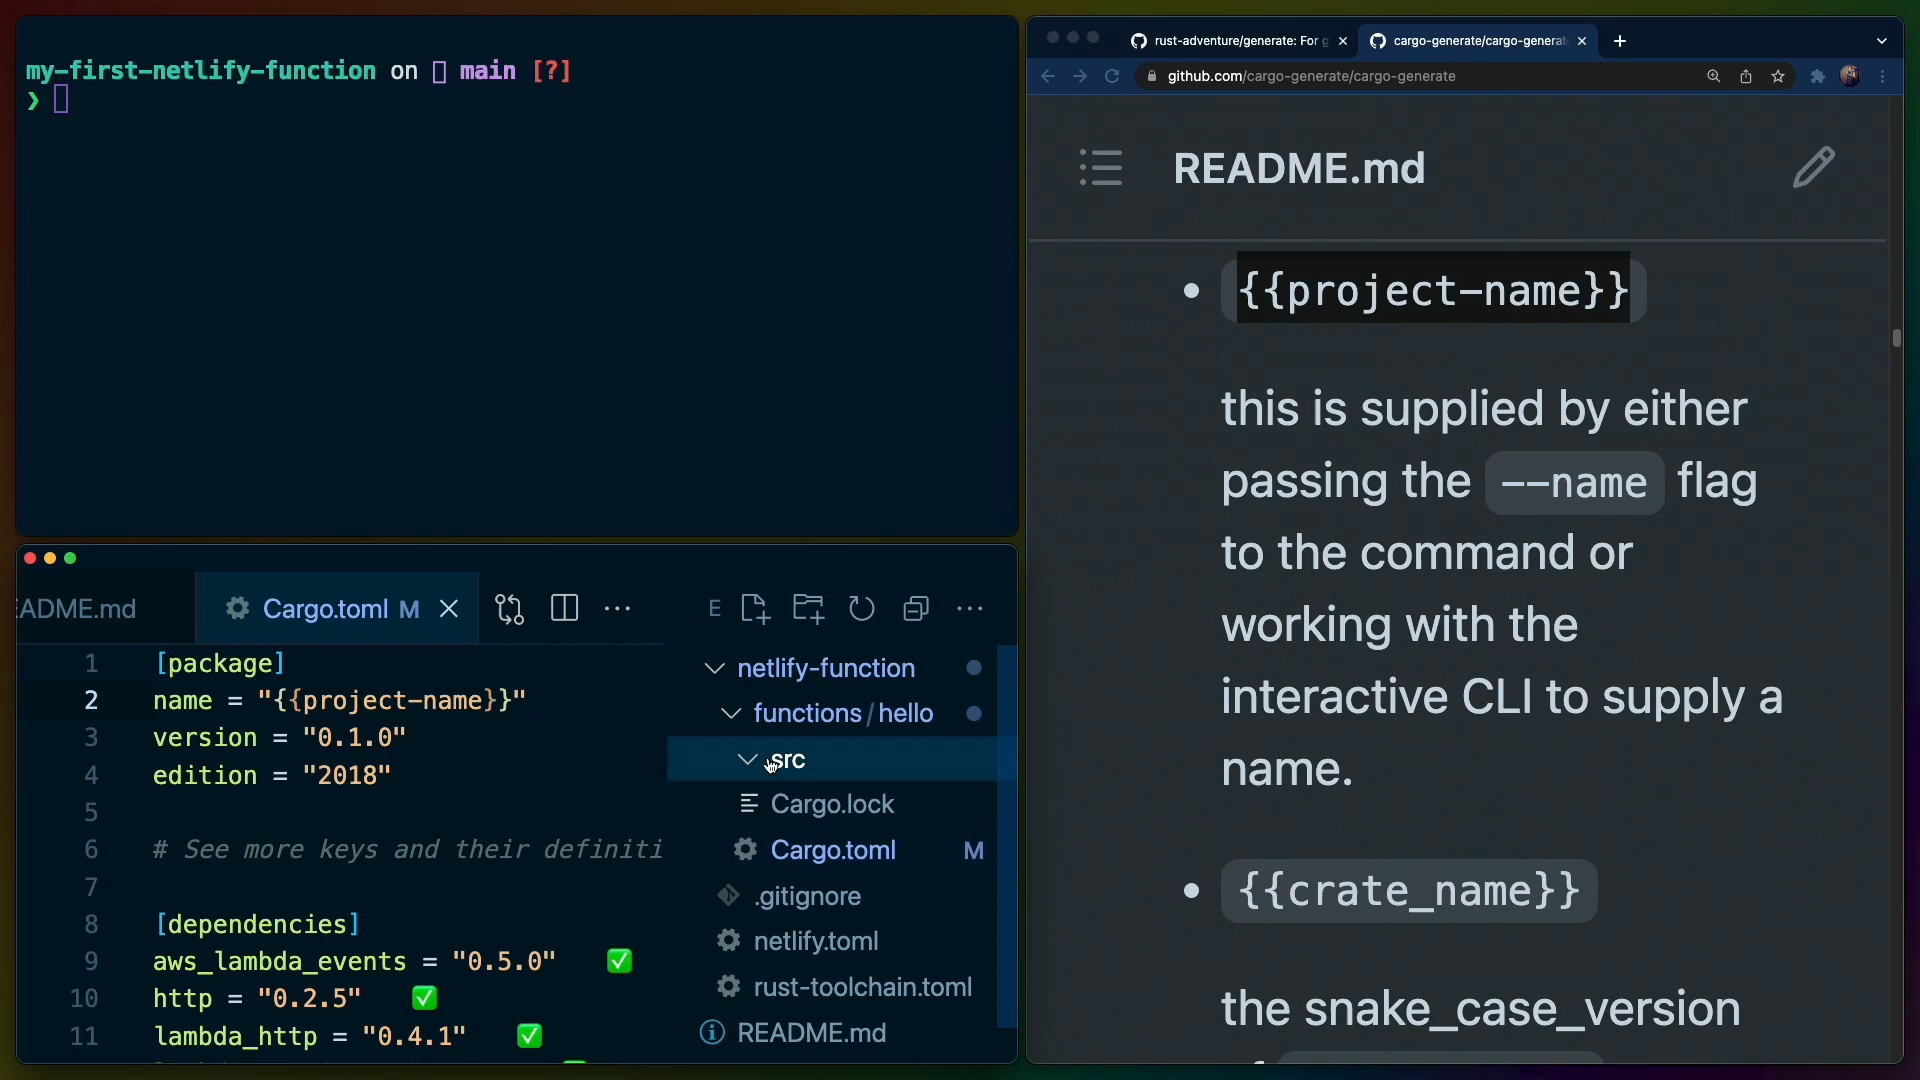 my-first-netlify-function on main [?]
❯
rust-adventure/generate: For g
cargo-generate/cargo-generat
github.com/cargo-generate/cargo-generate
README.md
{{project-name}}
this is supplied by either
passing the --name flag
to the command or
working with the
interactive CLI to supply a
name.
{{crate_name}}
the snake_case_version
EADME.md
Cargo.toml M
1 [package]
2 name = "{{project-name}}"
3 version = "0.1.0"
4 edition = "2018"
5
6 # See more keys and their definiti
7
8 [dependencies]
9 aws_lambda_events = "0.5.0" ✅
10 http = "0.2.5" ✅
11 lambda_http = "0.4.1" ✅
E
netlify-function
functions/hello
src
Cargo.lock
Cargo.toml M
.gitignore
netlify.toml
rust-toolchain.toml
README.md